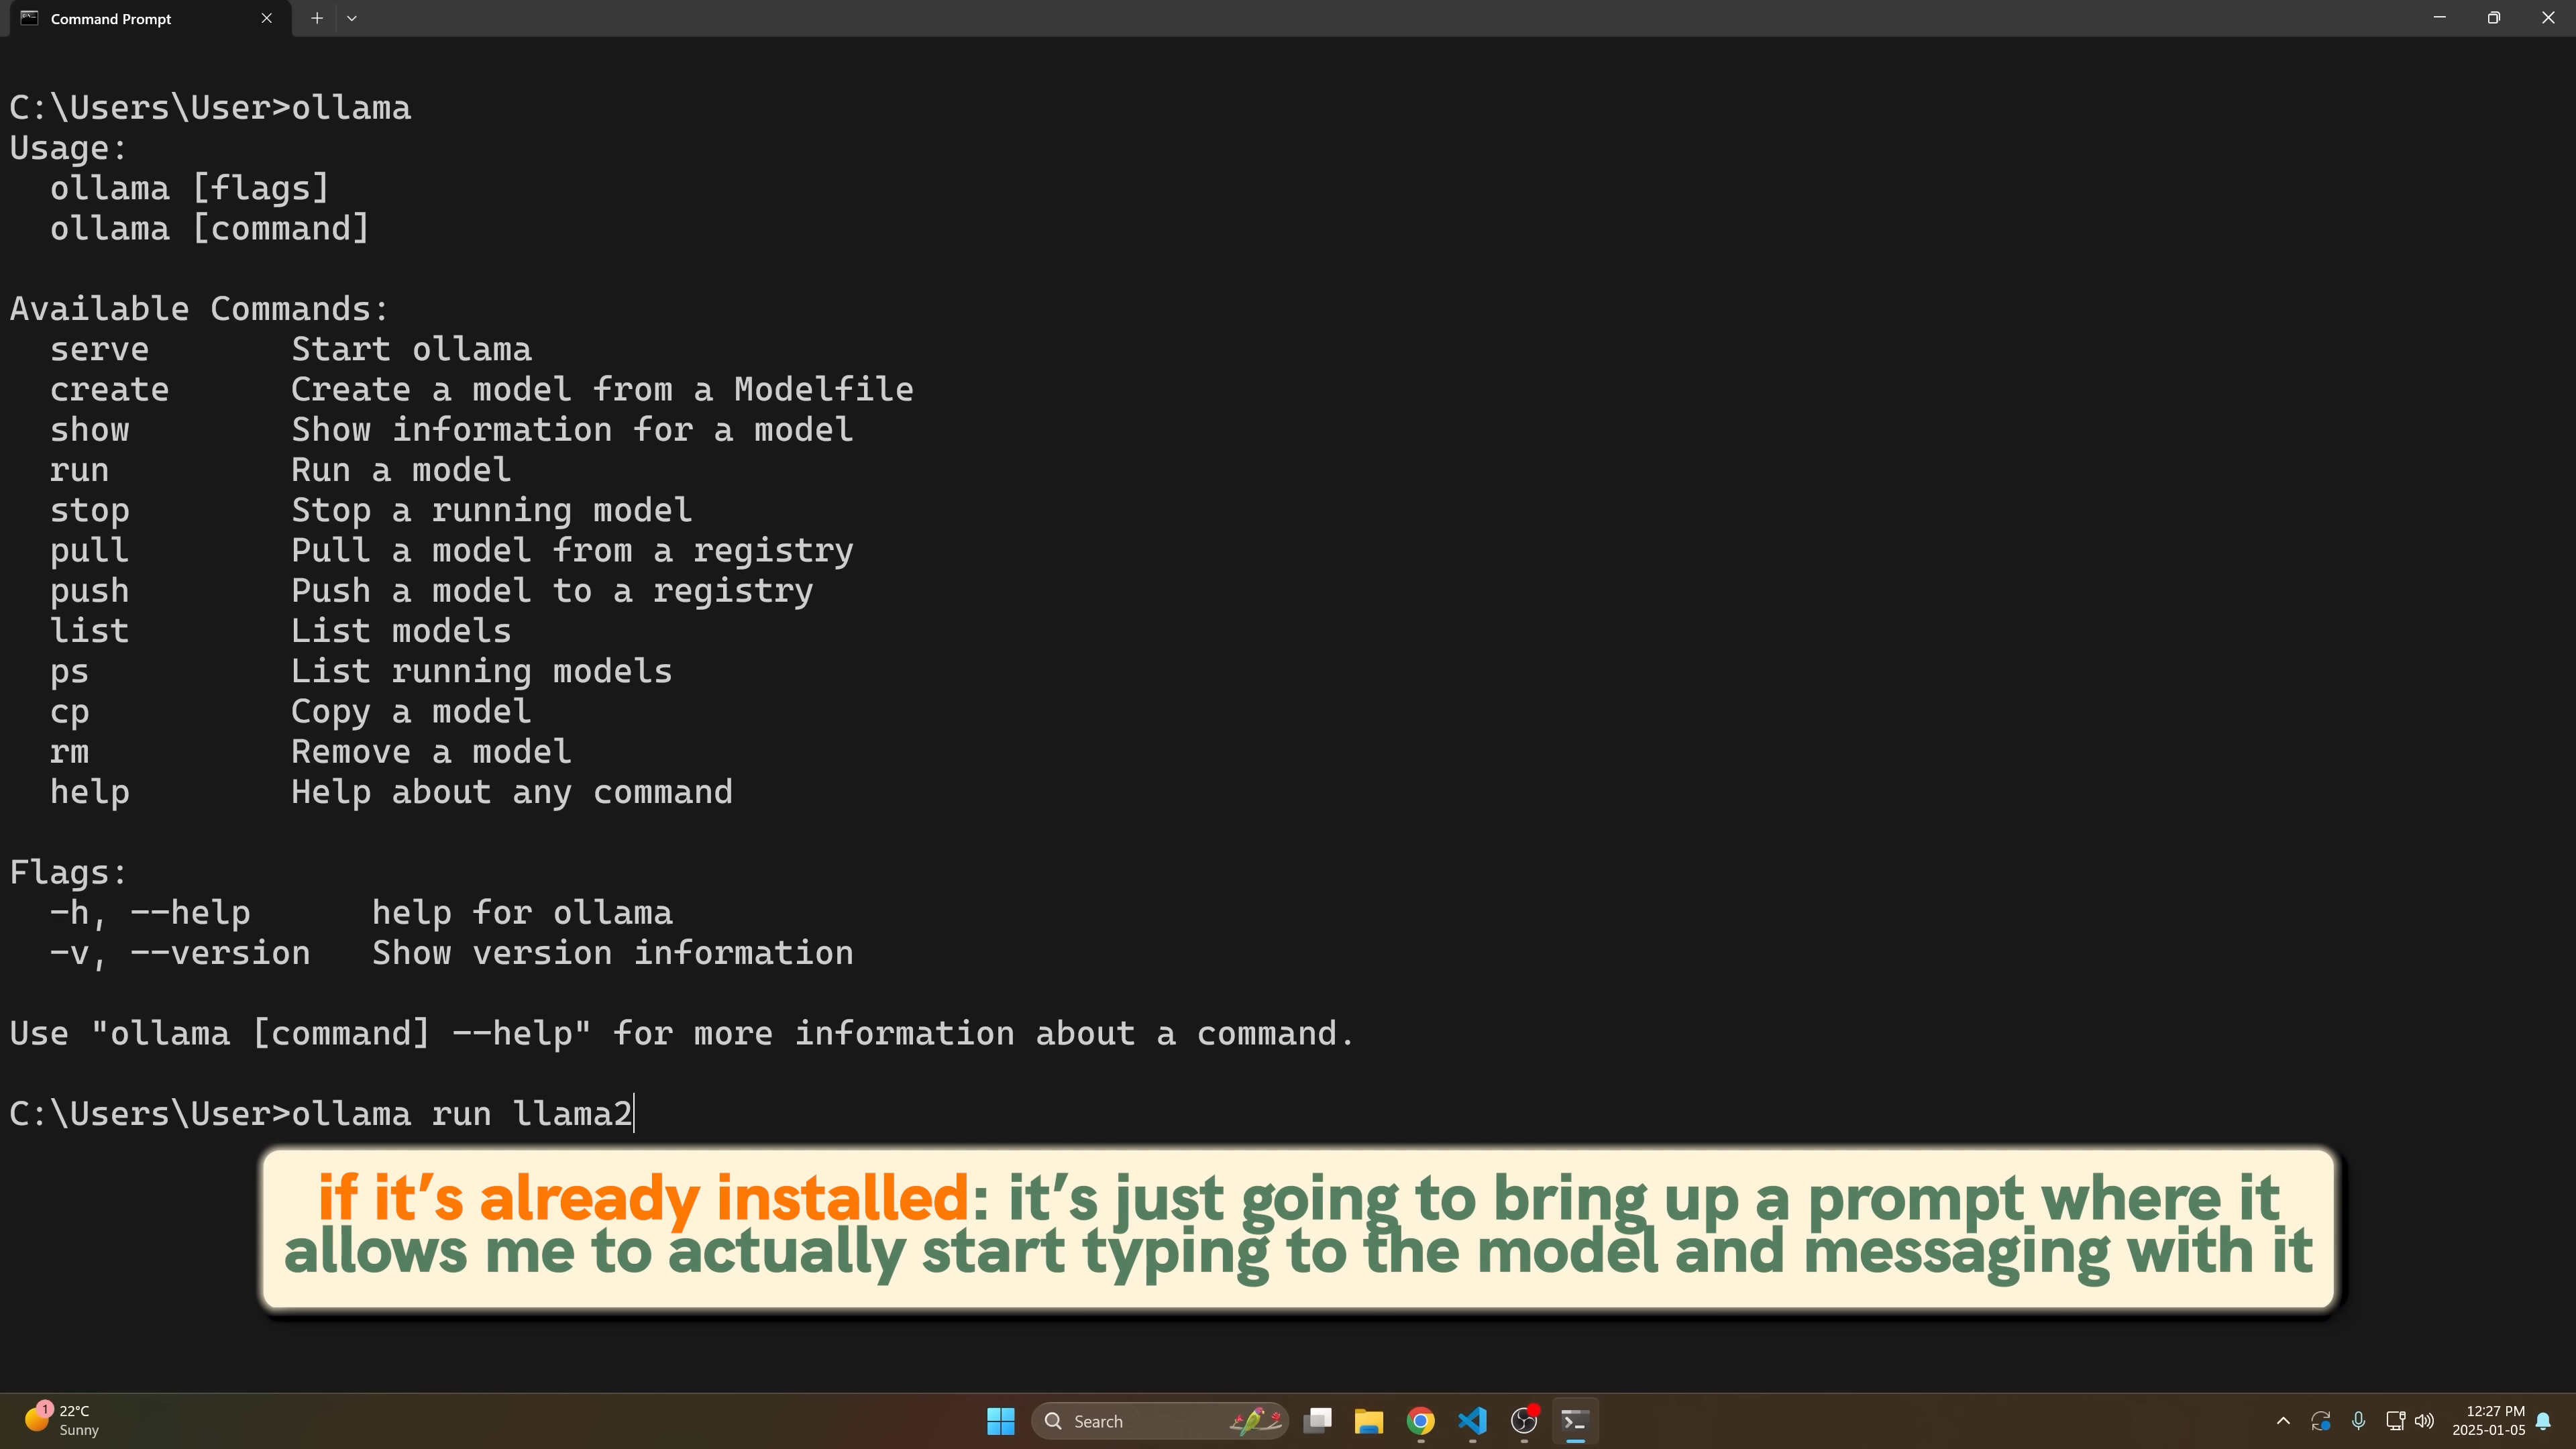 Command Prompt
C:\Users\User>ollama
Usage:
ollama [flags]
ollama [command]
Available Commands:
serve Start ollama
create Create a model from a Modelfile
show Show information for a model
run Run a model
stop Stop a running model
pull Pull a model from a registry
push Push a model to a registry
list List models
ps List running models
cp Copy a model
rm Remove a model
help Help about any command
Flags:
-h, --help help for ollama
-v, --version Show version information
Use "ollama [command] --help" for more information about a command.
C:\Users\User>ollama run llama2
if it’s already installed: it’s just going to bring up a prompt where it
allows me to actually start typing to the model and messaging with it
1
22°C
Sunny
Search
12:27 PM
2025-01-05